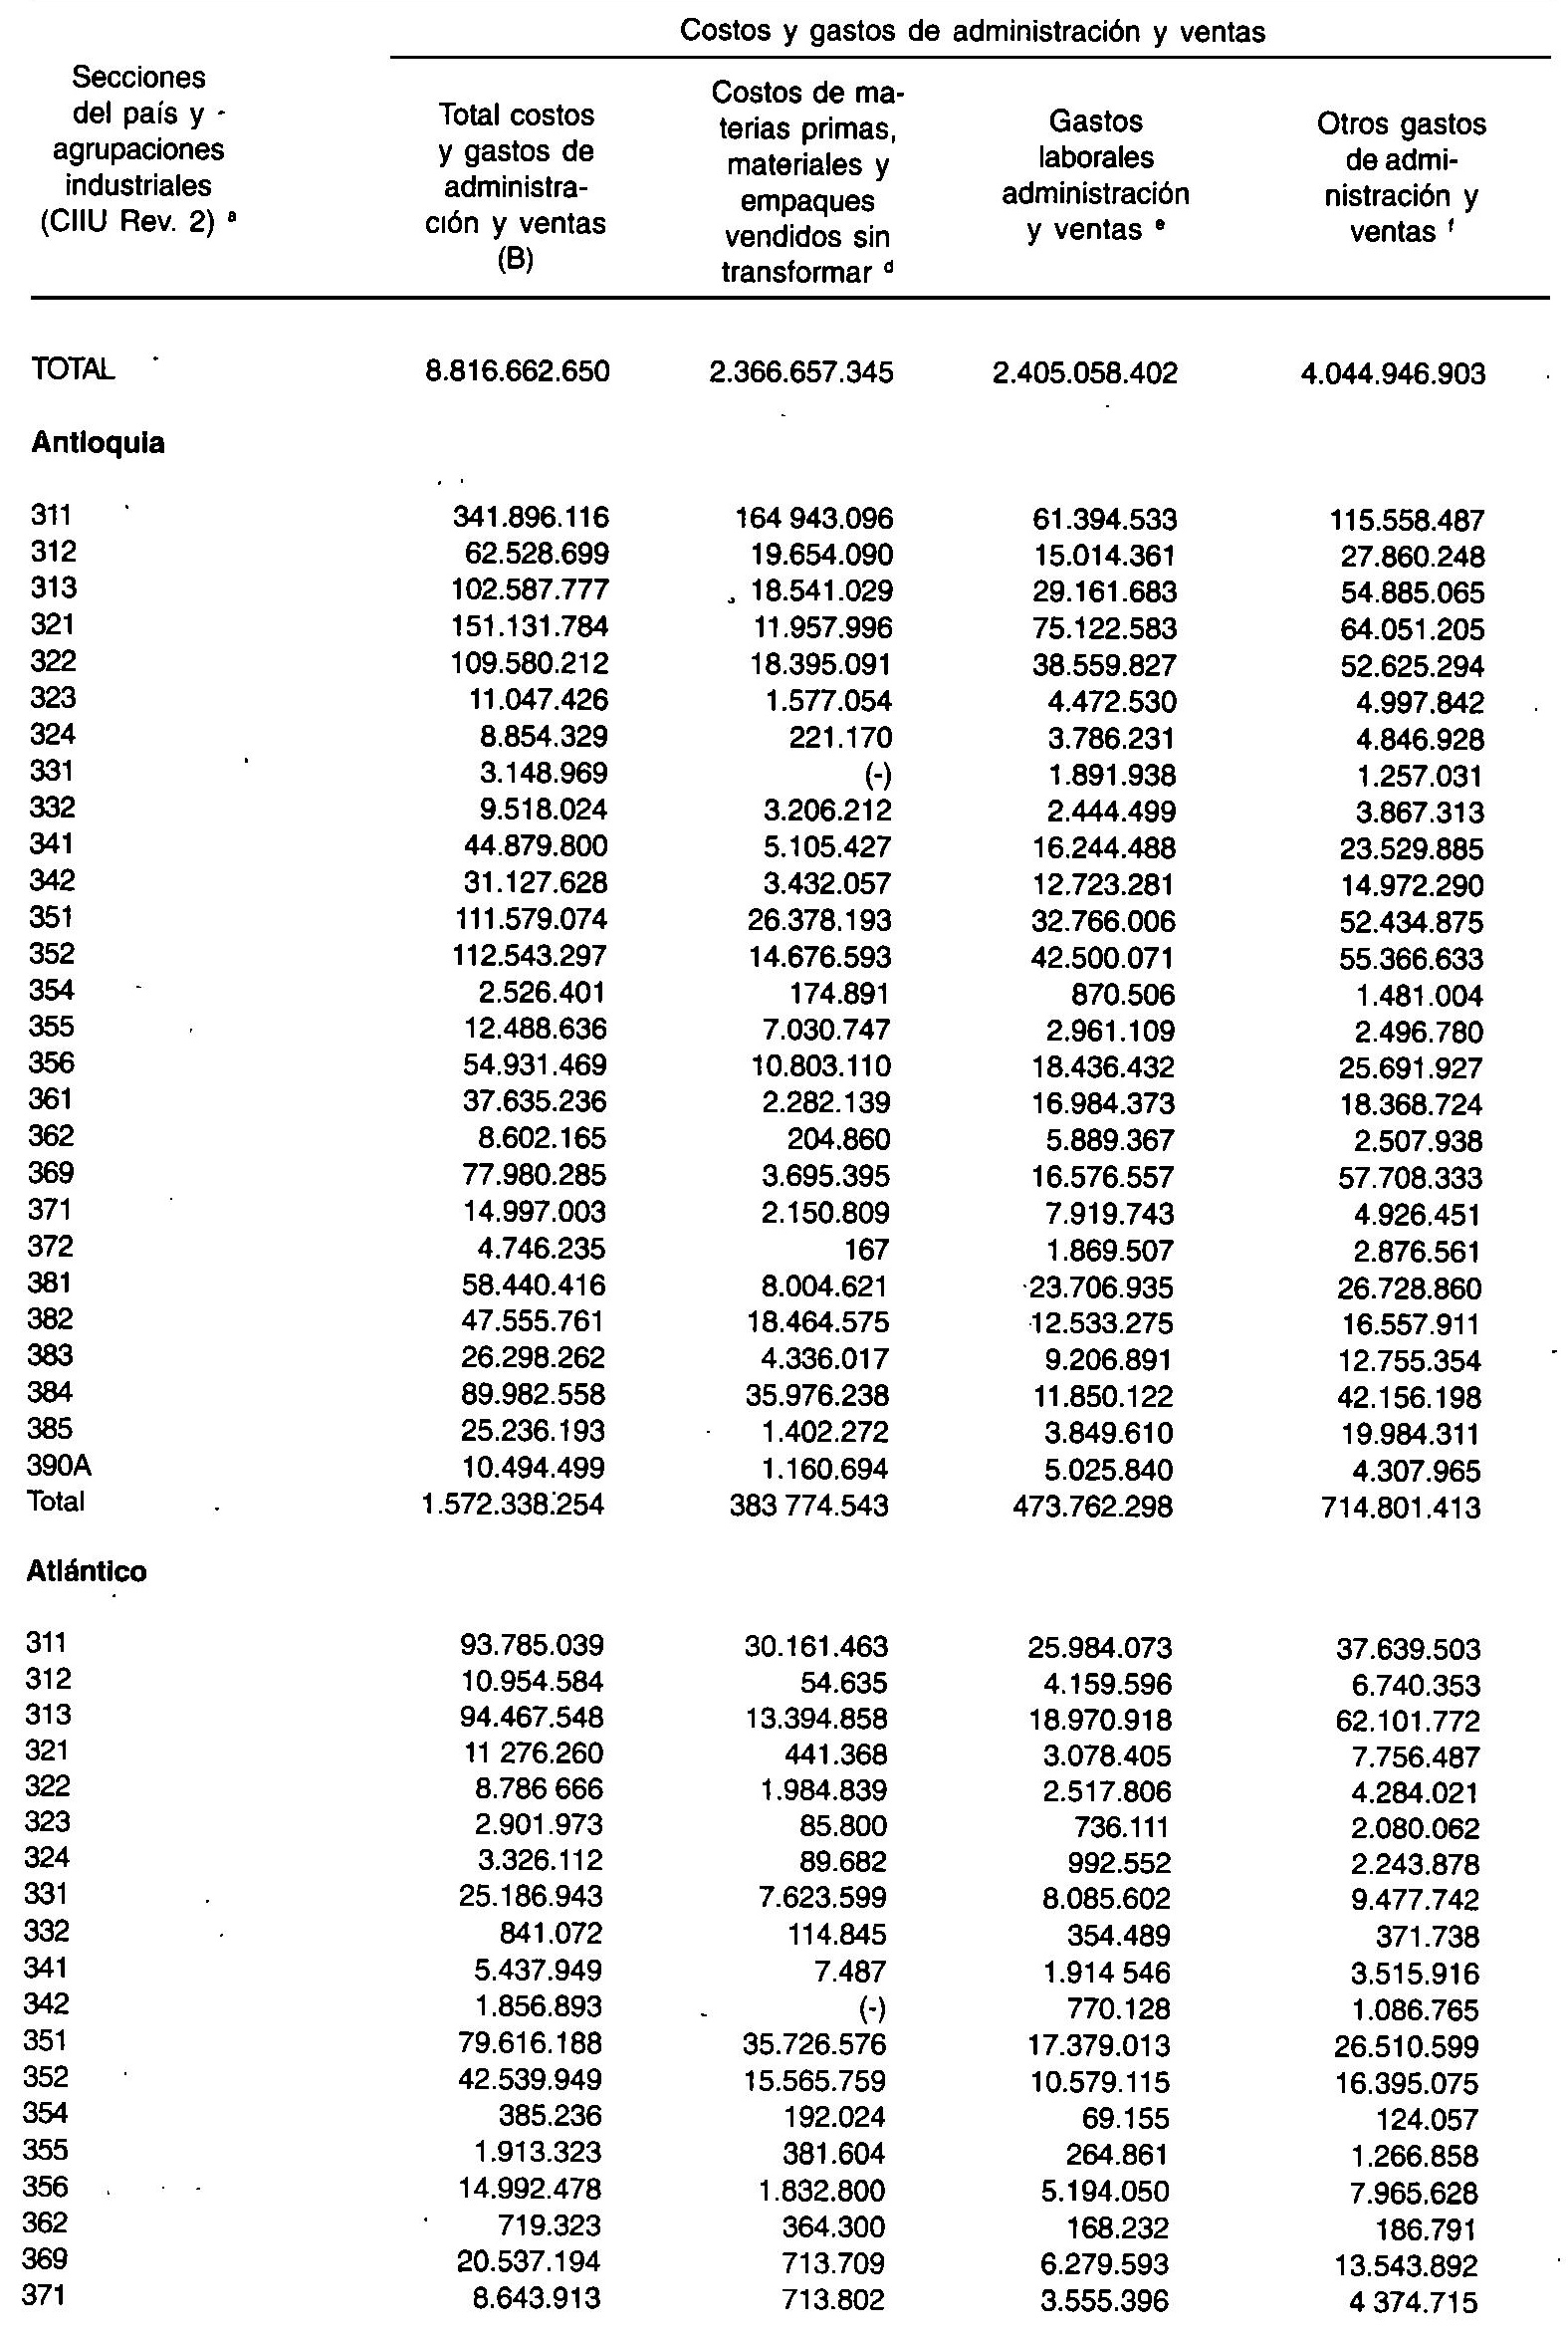 Costos y gastos de administración y ventas
Secciones del país y agrupaciones industriales (CIIU Rev. 2) a
Total costos y gastos de administra- ción y ventas (B)
Costos de ma- terias primas, materiales y empaques vendidos sin transformar d
Gastos laborales administración y ventas e
Otros gastos de admi- nistración y ventas f
TOTAL 8.816.662.650 2.366.657.345 2.405.058.402 4.044.946.903
Antioquia
311 341.896.116 164 943.096 61.394.533 115.558.487
312 62.528.699 19.654.090 15.014.361 27.860.248
313 102.587.777 18.541.029 29.161.683 54.885.065
321 151.131.784 11.957.996 75.122.583 64.051.205
322 109.580.212 18.395.091 38.559.827 52.625.294
323 11.047.426 1.577.054 4.472.530 4.997.842
324 8.854.329 221.170 3.786.231 4.846.928
331 3.148.969 (-) 1.891.938 1.257.031
332 9.518.024 3.206.212 2.444.499 3.867.313
341 44.879.800 5.105.427 16.244.488 23.529.885
342 31.127.628 3.432.057 12.723.281 14.972.290
351 111.579.074 26.378.193 32.766.006 52.434.875
352 112.543.297 14.676.593 42.500.071 55.366.633
354 2.526.401 174.891 870.506 1.481.004
355 12.488.636 7.030.747 2.961.109 2.496.780
356 54.931.469 10.803.110 18.436.432 25.691.927
361 37.635.236 2.282.139 16.984.373 18.368.724
362 8.602.165 204.860 5.889.367 2.507.938
369 77.980.285 3.695.395 16.576.557 57.708.333
371 14.997.003 2.150.809 7.919.743 4.926.451
372 4.746.235 167 1.869.507 2.876.561
381 58.440.416 8.004.621 23.706.935 26.728.860
382 47.555.761 18.464.575 12.533.275 16.557.911
383 26.298.262 4.336.017 9.206.891 12.755.354
384 89.982.558 35.976.238 11.850.122 42.156.198
385 25.236.193 1.402.272 3.849.610 19.984.311
390A 10.494.499 1.160.694 5.025.840 4.307.965
Total 1.572.338.254 383 774.543 473.762.298 714.801.413
Atlántico
311 93.785.039 30.161.463 25.984.073 37.639.503
312 10.954.584 54.635 4.159.596 6.740.353
313 94.467.548 13.394.858 18.970.918 62.101.772
321 11 276.260 441.368 3.078.405 7.756.487
322 8.786 666 1.984.839 2.517.806 4.284.021
323 2.901.973 85.800 736.111 2.080.062
324 3.326.112 89.682 992.552 2.243.878
331 25.186.943 7.623.599 8.085.602 9.477.742
332 841.072 114.845 354.489 371.738
341 5.437.949 7.487 1.914 546 3.515.916
342 1.856.893 (-) 770.128 1.086.765
351 79.616.188 35.726.576 17.379.013 26.510.599
352 42.539.949 15.565.759 10.579.115 16.395.075
354 385.236 192.024 69.155 124.057
355 1.913.323 381.604 264.861 1.266.858
356 14.992.478 1.832.800 5.194.050 7.965.628
362 719.323 364.300 168.232 186.791
369 20.537.194 713.709 6.279.593 13.543.892
371 8.643.913 713.802 3.555.396 4 374.715